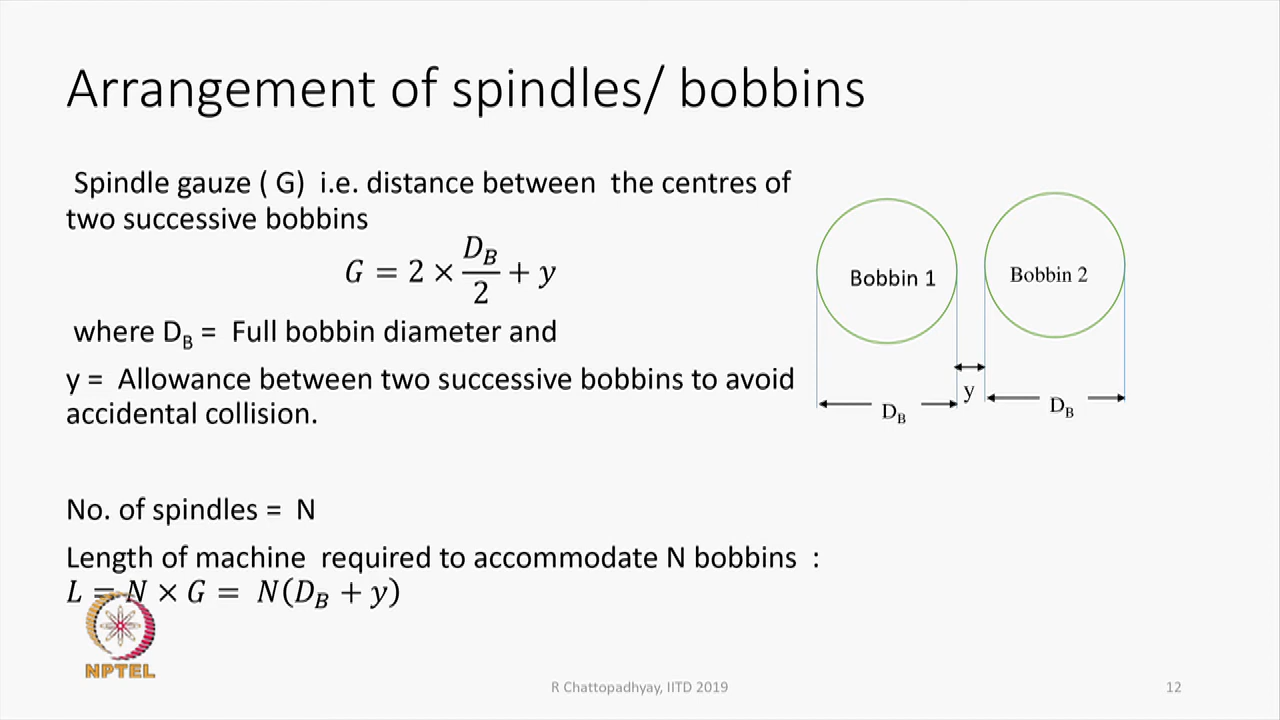 Arrangement of spindles/ bobbins
Spindle gauze ( G) i.e. distance between the centres of
two successive bobbins
G = 2 × D_B/2 + y
where D_B = Full bobbin diameter and
y = Allowance between two successive bobbins to avoid
accidental collision.
No. of spindles = N
Length of machine required to accommodate N bobbins :
L = N × G = N(D_B + y)
Bobbin 1
Bobbin 2
D_B
y
D_B
NPTEL
R Chattopadhyay, IITD 2019
12